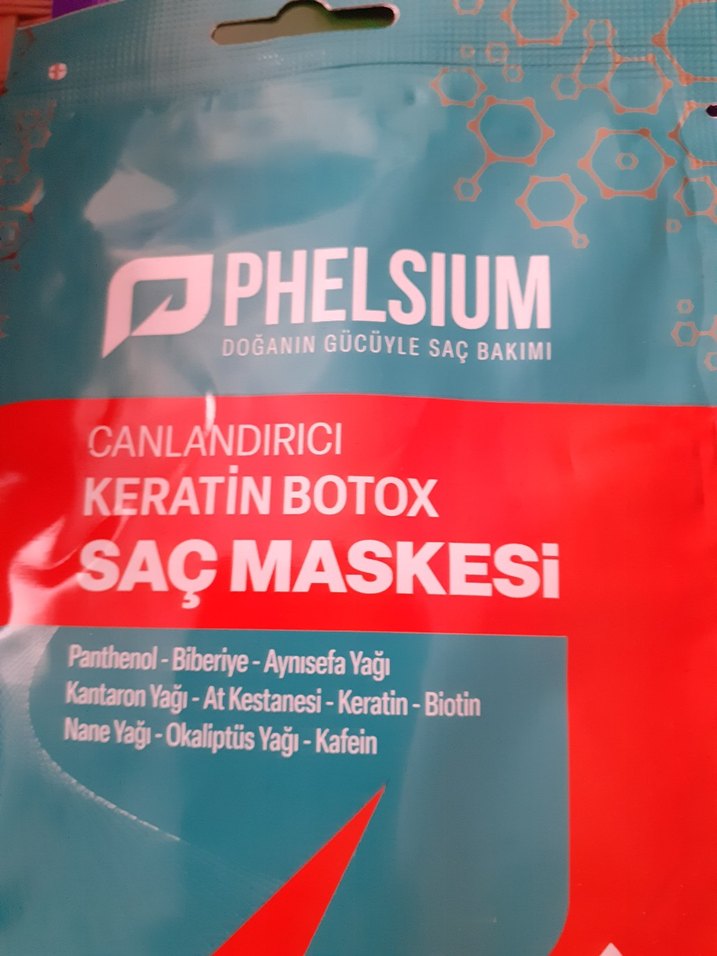 PHELSIUM
DOĞANIN GÜCÜYLE SAÇ BAKIMI
CANLANDIRICI
KERATİN BOTOX
SAÇ MASKESİ
Panthenol - Biberiye - Aynısefa Yağı
Kantaron Yağı - At Kestanesi - Keratin - Biotin
Nane Yağı - Okaliptüs Yağı - Kafein